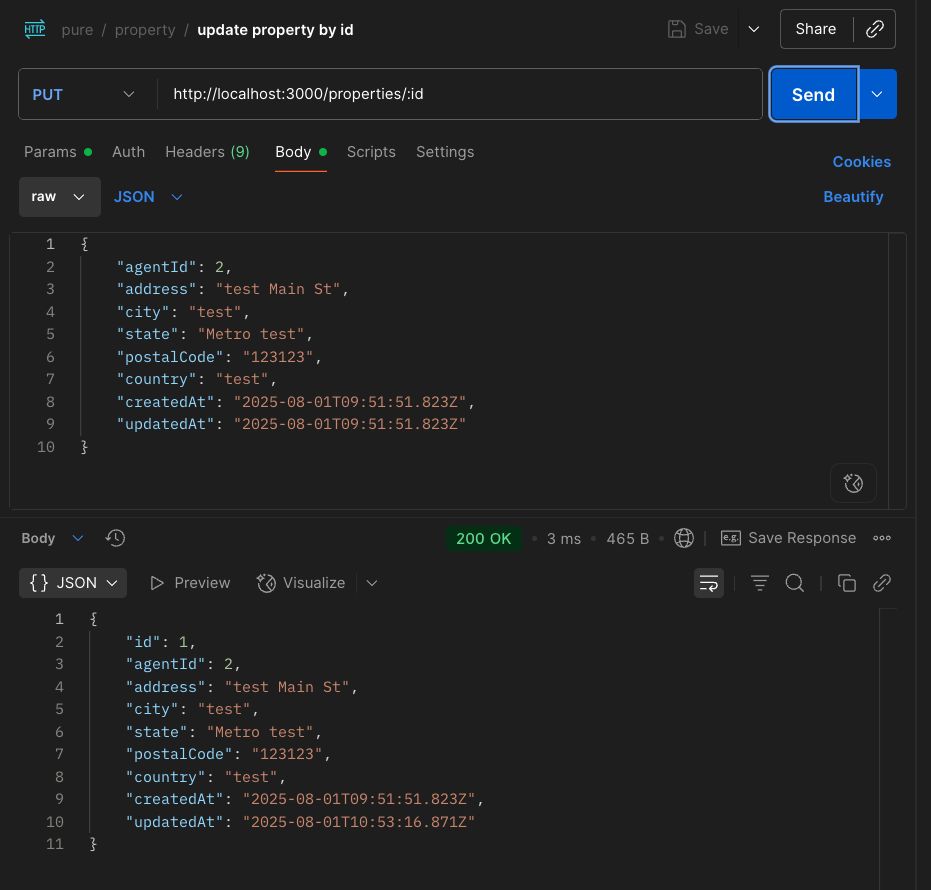 HTTP pure / property / update property by id Save Share
PUT http://localhost:3000/properties/:id Send
Params Auth Headers (9) Body Scripts Settings Cookies
raw JSON Beautify
1 {
2 "agentId": 2,
3 "address": "test Main St",
4 "city": "test",
5 "state": "Metro test",
6 "postalCode": "123123",
7 "country": "test",
8 "createdAt": "2025-08-01T09:51:51.823Z",
9 "updatedAt": "2025-08-01T09:51:51.823Z"
10 }
Body 200 OK • 3 ms • 465 B • e.g. Save Response
{} JSON Preview Visualize
1 {
2 "id": 1,
3 "agentId": 2,
4 "address": "test Main St",
5 "city": "test",
6 "state": "Metro test",
7 "postalCode": "123123",
8 "country": "test",
9 "createdAt": "2025-08-01T09:51:51.823Z",
10 "updatedAt": "2025-08-01T10:53:16.871Z"
11 }